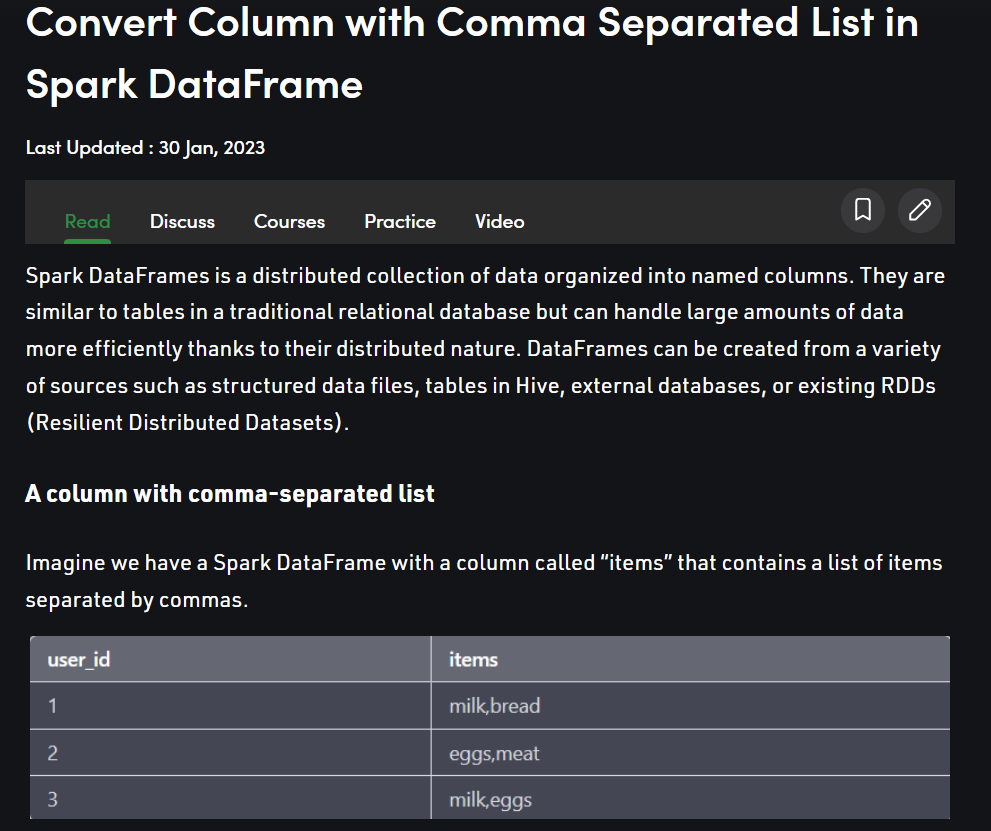 Convert Column with Comma Separated List in
Spark DataFrame
Last Updated : 30 Jan, 2023
Read Discuss Courses Practice Video
Spark DataFrames is a distributed collection of data organized into named columns. They are
similar to tables in a traditional relational database but can handle large amounts of data
more efficiently thanks to their distributed nature. DataFrames can be created from a variety
of sources such as structured data files, tables in Hive, external databases, or existing RDDs
(Resilient Distributed Datasets).
A column with comma-separated list
Imagine we have a Spark DataFrame with a column called “items” that contains a list of items
separated by commas.
user_id items
1 milk,bread
2 eggs,meat
3 milk,eggs